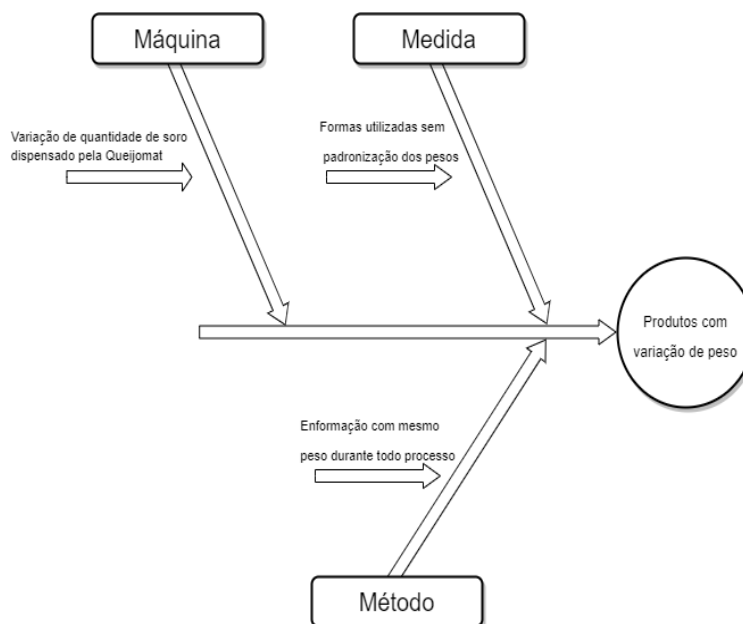 Máquina
Medida
Variação de quantidade de soro
dispensado pela Queijomat
Formas utilizadas sem
padronização dos pesos
Produtos com
variação de peso
Enformação com mesmo
peso durante todo processo
Método